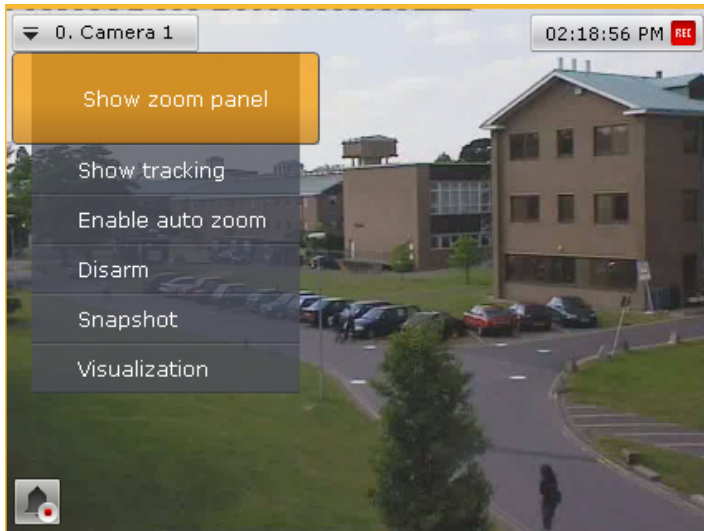 0. Camera 1
02:18:56 PM REC
Show zoom panel
Show tracking
Enable auto zoom
Disarm
Snapshot
Visualization